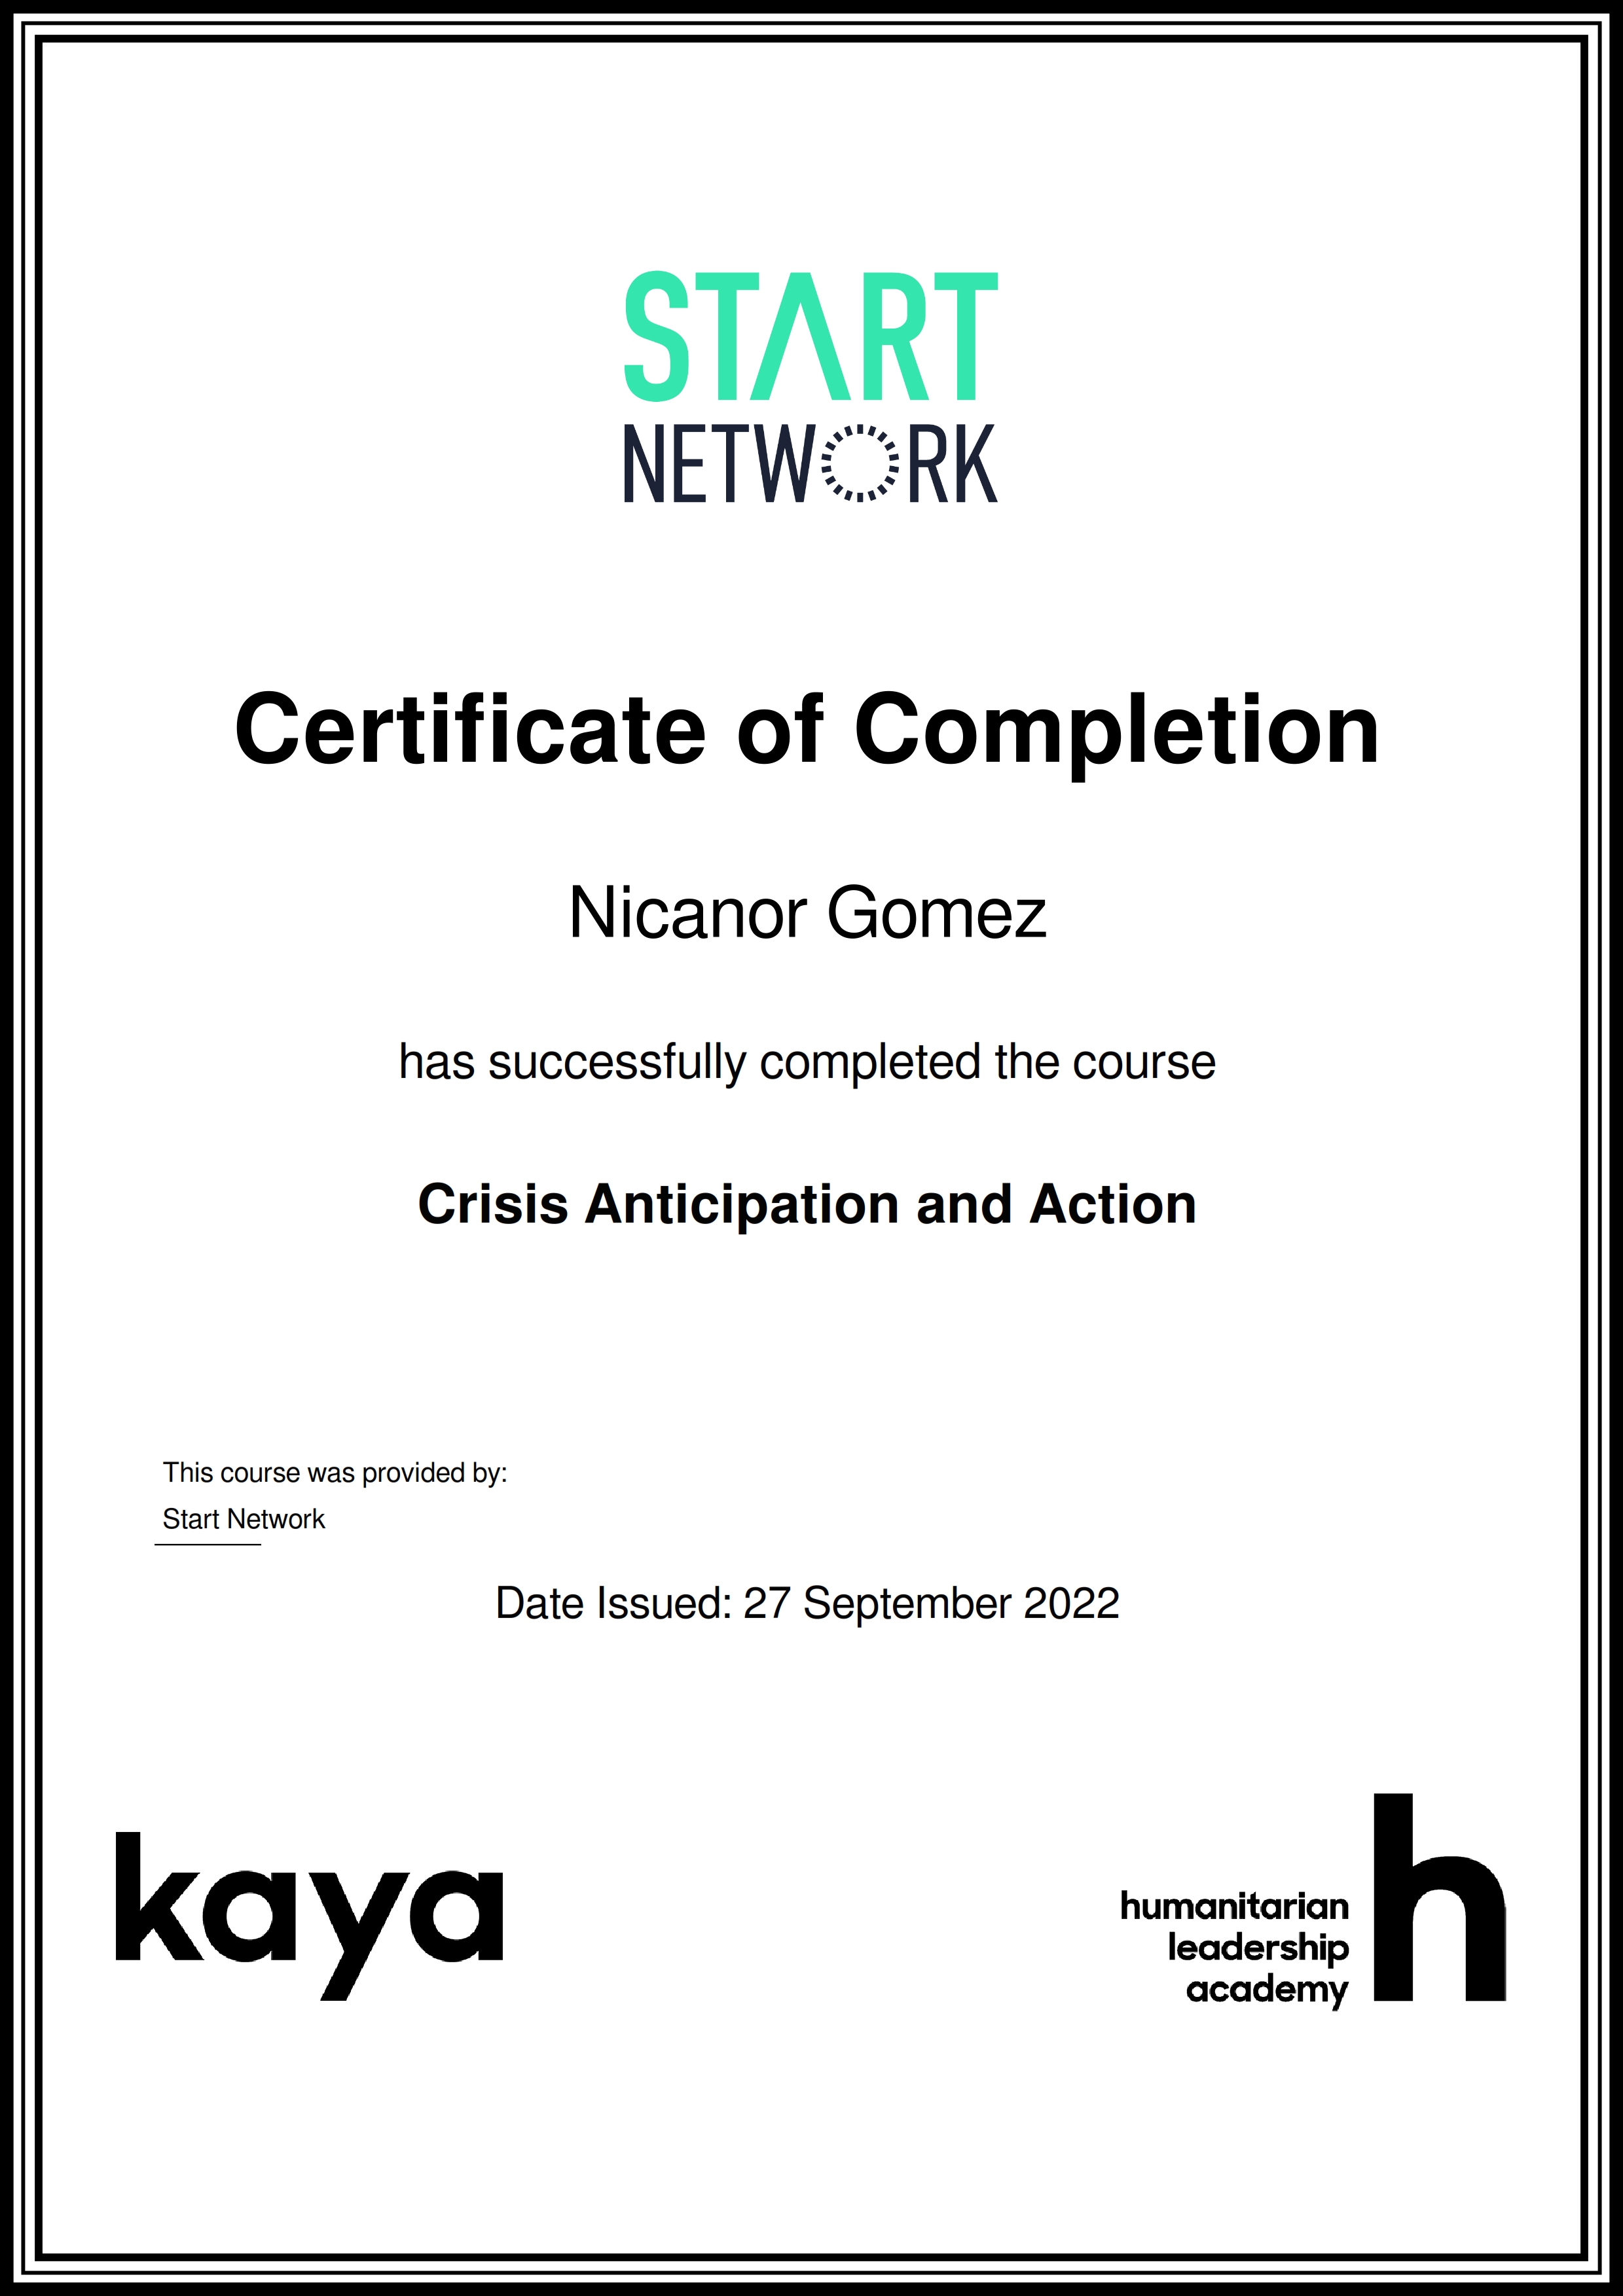 START
NETWORK
Certificate of Completion
Nicanor Gomez
has successfully completed the course
Crisis Anticipation and Action
This course was provided by:
Start Network
Date Issued: 27 September 2022
kaya
humanitarian
leadership
academy
h